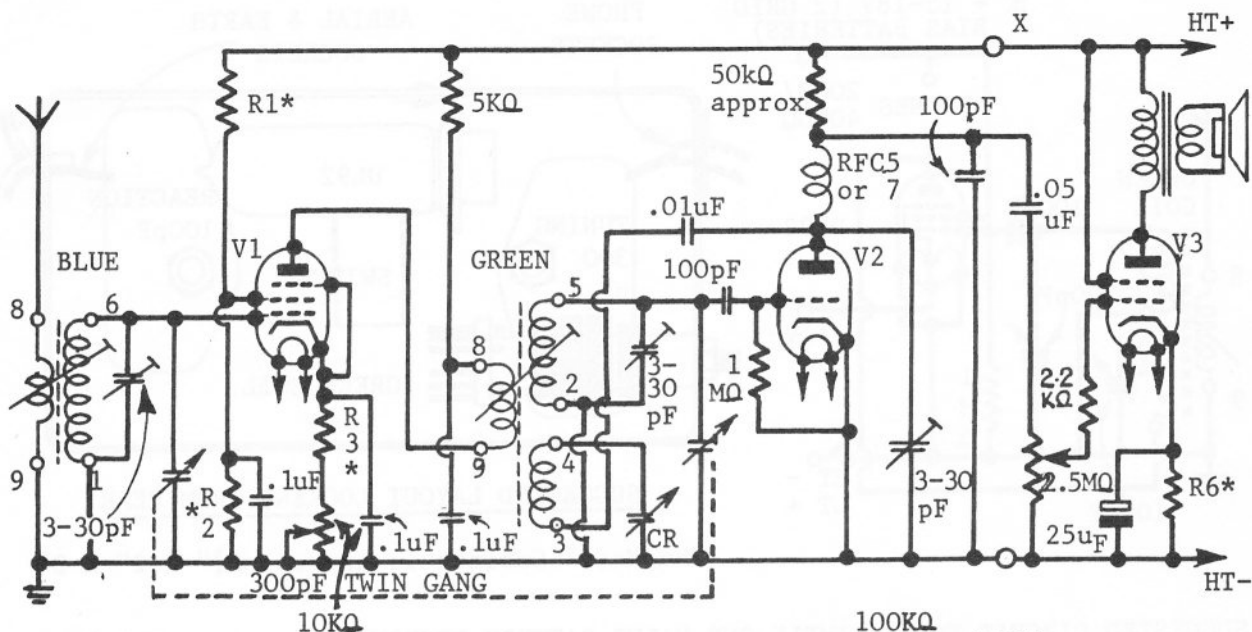 X
HT+
R1*
5KΩ
50kΩ
approx
100pF
RFC5
or 7
.05
uF
.01uF
V1
V2
V3
BLUE
GREEN
100pF
8
6
5
8
2
3-
30
pF
1
MΩ
2.2
KΩ
9
1
R
3*
9
4
3-30pF
*
R
2
.1uF
3-30
pF
2.5MΩ
R6*
3
CR
.1uF
.1uF
25uF
300pF TWIN GANG
HT-
10KΩ
100KΩ